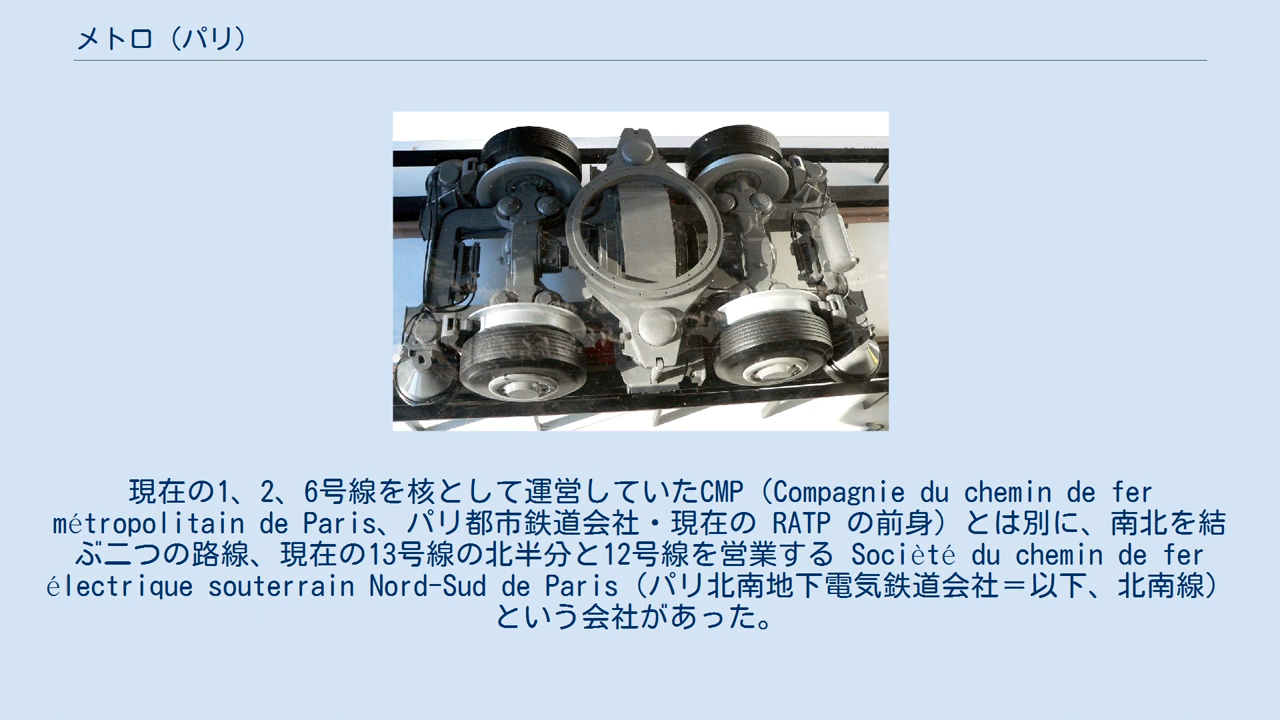 メトロ（パリ）
現在の1、2、6号線を核として運営していたCMP（Compagnie du chemin de fer
métropolitain de Paris、パリ都市鉄道会社・現在の RATP の前身）とは別に、南北を結
ぶ二つの路線、現在の13号線の北半分と12号線を営業する Socièté du chemin de fer
électrique souterrain Nord-Sud de Paris（パリ北南地下電気鉄道会社＝以下、北南線）
という会社があった。